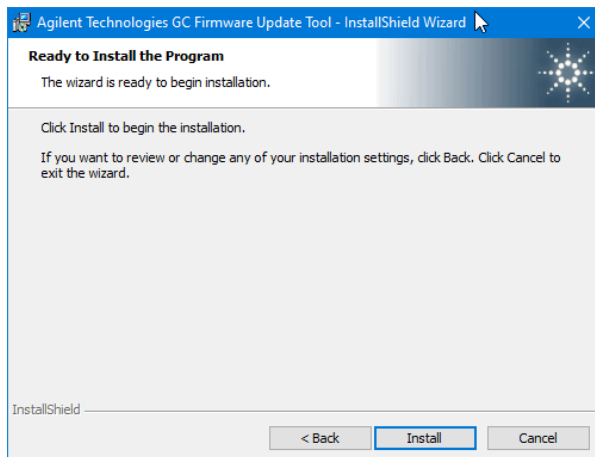 Agilent Technologies GC Firmware Update Tool - InstallShield Wizard
Ready to Install the Program
The wizard is ready to begin installation.
Click Install to begin the installation.
If you want to review or change any of your installation settings, click Back. Click Cancel to
exit the wizard.
InstallShield
< Back
Install
Cancel